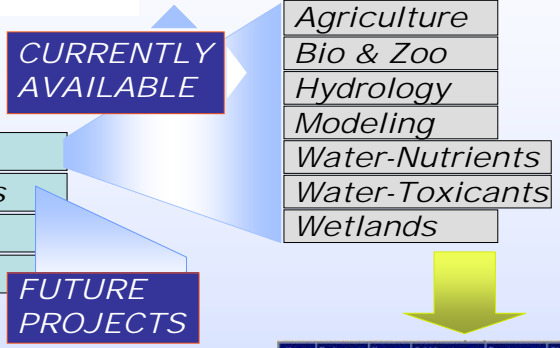 CURRENTLY
AVAILABLE
Agriculture
Bio & Zoo
Hydrology
Modeling
Water-Nutrients
Water-Toxicants
Wetlands
s
FUTURE
PROJECTS